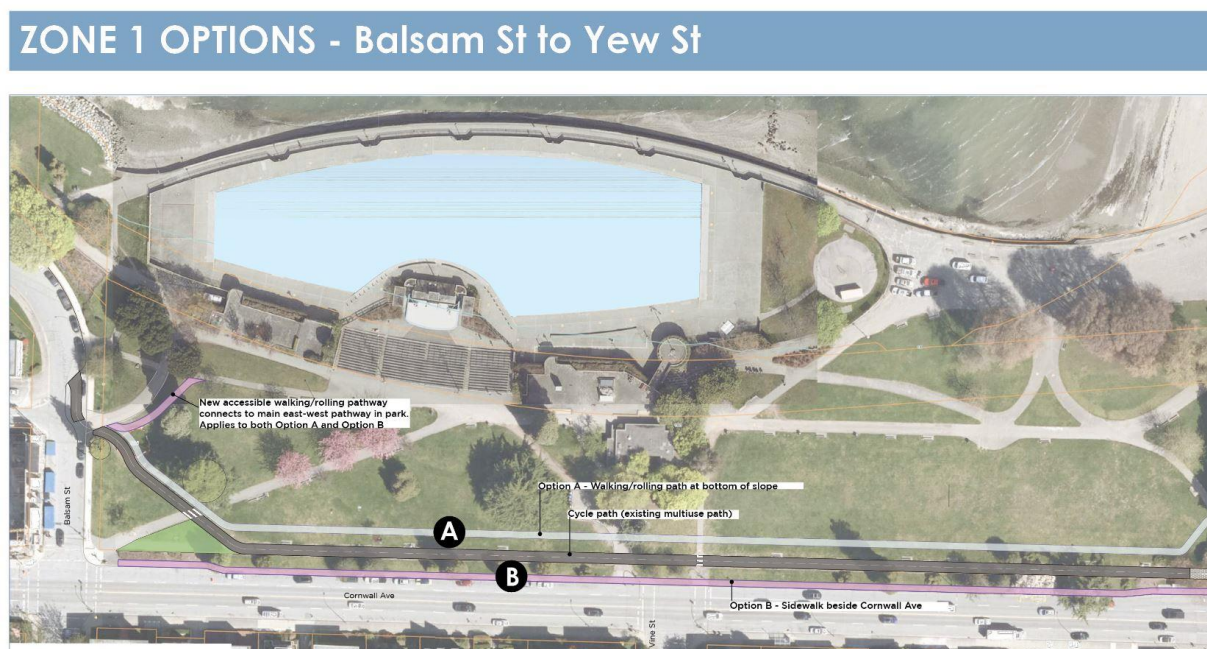 ZONE 1 OPTIONS - Balsam St to Yew St
New accessible walking/rolling pathway
connects to main east-west pathway in park.
Applies to both Option A and Option B
Balsam St
Option A - Walking/rolling path at bottom of slope
Cycle path (existing multiuse path)
A
B
Option B - Sidewalk beside Cornwall Ave
Cornwall Ave
Vine St